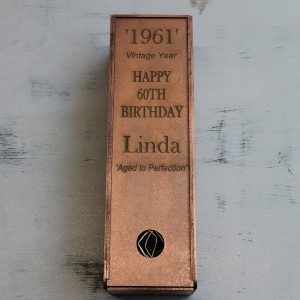 '1961'
Vintage Year
HAPPY
60TH
BIRTHDAY
Linda
'Aged to Perfection'